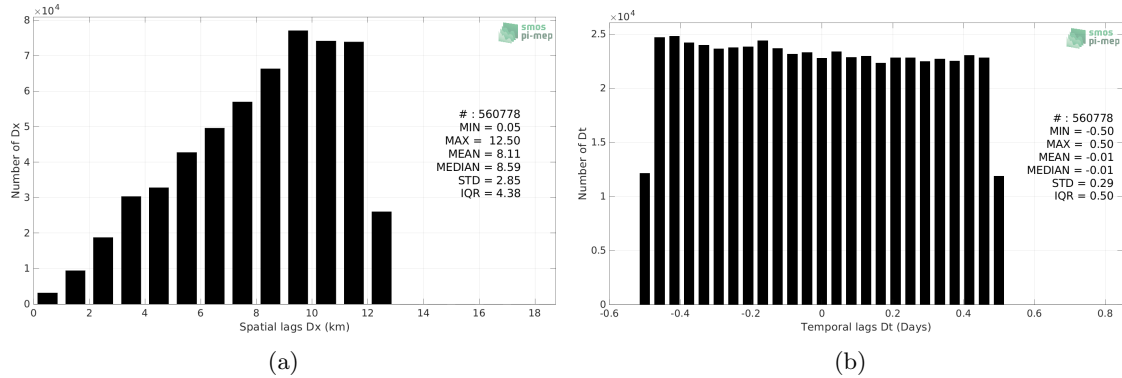 ×10⁴
8
7
6
5
4
3
2
1
0
Number of Dx
smos
pi-mep
# : 560778
MIN = 0.05
MAX = 12.50
MEAN = 8.11
MEDIAN = 8.59
STD = 2.85
IQR = 4.38
0 2 4 6 8 10 12 14 16 18
Spatial lags Dx (km)
(a)
×10⁴
2.5
2
1.5
1
0.5
0
Number of Dt
smos
pi-mep
# : 560778
MIN = -0.50
MAX = 0.50
MEAN = -0.01
MEDIAN = -0.01
STD = 0.29
IQR = 0.50
-0.6 -0.4 -0.2 0 0.2 0.4 0.6 0.8
Temporal lags Dt (Days)
(b)